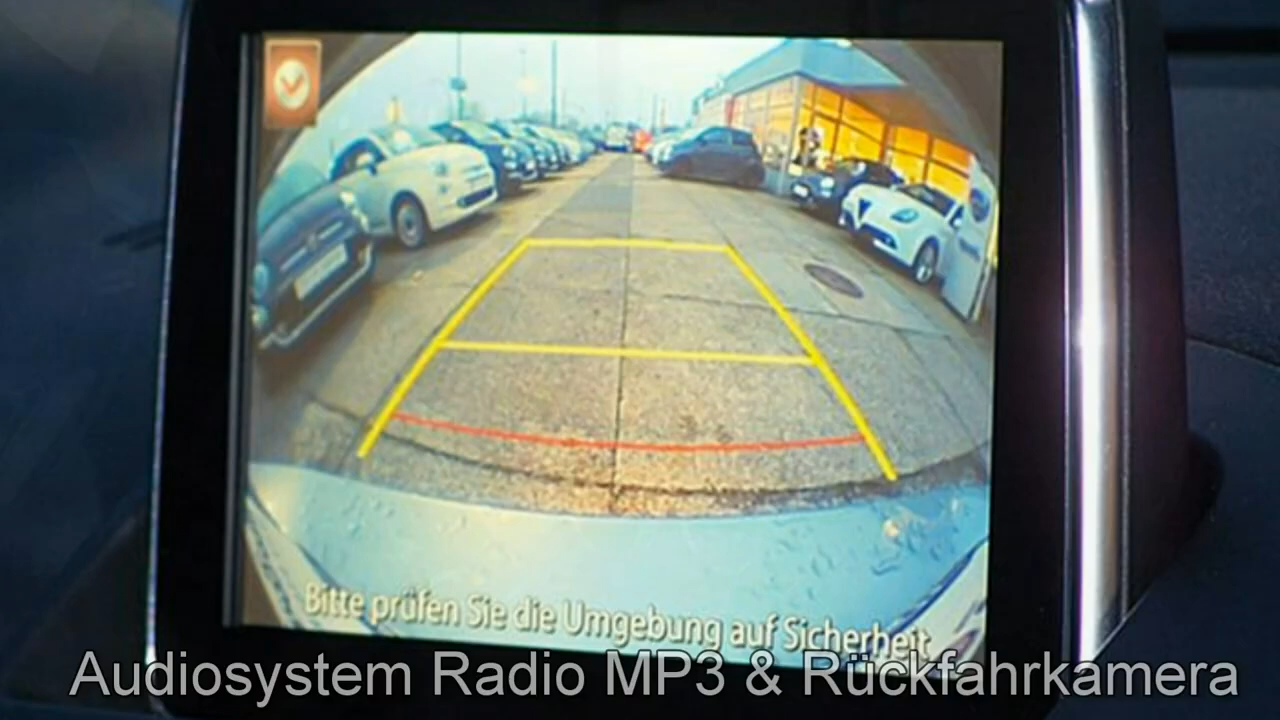 Bitte prüfen Sie die Umgebung auf Sicherheit
Audiosystem Radio MP3 & Rückfahrkamera